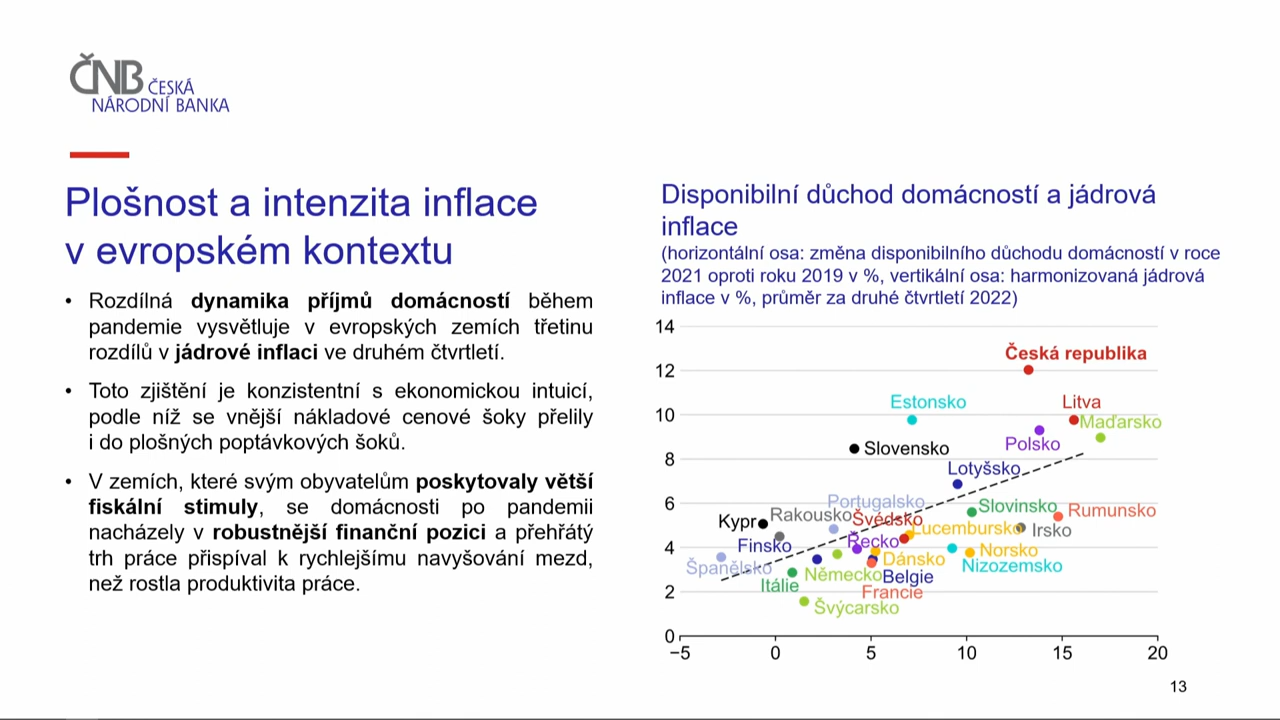 ČNB ČESKÁ
NÁRODNÍ BANKA
Plošnost a intenzita inflace
v evropském kontextu
• Rozdílná dynamika příjmů domácností během
pandemie vysvětluje v evropských zemích třetinu
rozdílů v jádrové inflaci ve druhém čtvrtletí.
• Toto zjištění je konzistentní s ekonomickou intuicí,
podle níž se vnější nákladové cenové šoky přelily
i do plošných poptávkových šoků.
• V zemích, které svým obyvatelům poskytovaly větší
fiskální stimuly, se domácnosti po pandemii
nacházely v robustnější finanční pozici a přehřátý
trh práce přispíval k rychlejšímu navyšování mezd,
než rostla produktivita práce.
Disponibilní důchod domácností a jádrová
inflace
(horizontální osa: změna disponibilního důchodu domácností v roce
2021 oproti roku 2019 v %, vertikální osa: harmonizovaná jádrová
inflace v %, průměr za druhé čtvrtletí 2022)
14
Česká republika
12
Estonsko
Litva
10
Maďarsko
Polsko
Slovensko
8
Lotyšsko
6
Portugalsko
Slovinsko
Rumunsko
Kypr
Rakousko
Švédsko
Lucembursko
Irsko
4
Finsko
Řecko
Norsko
Dánsko
Španělsko
Nizozemsko
Německo
Belgie
Itálie
2
Francie
Švýcarsko
0
−5
0
5
10
15
20
13